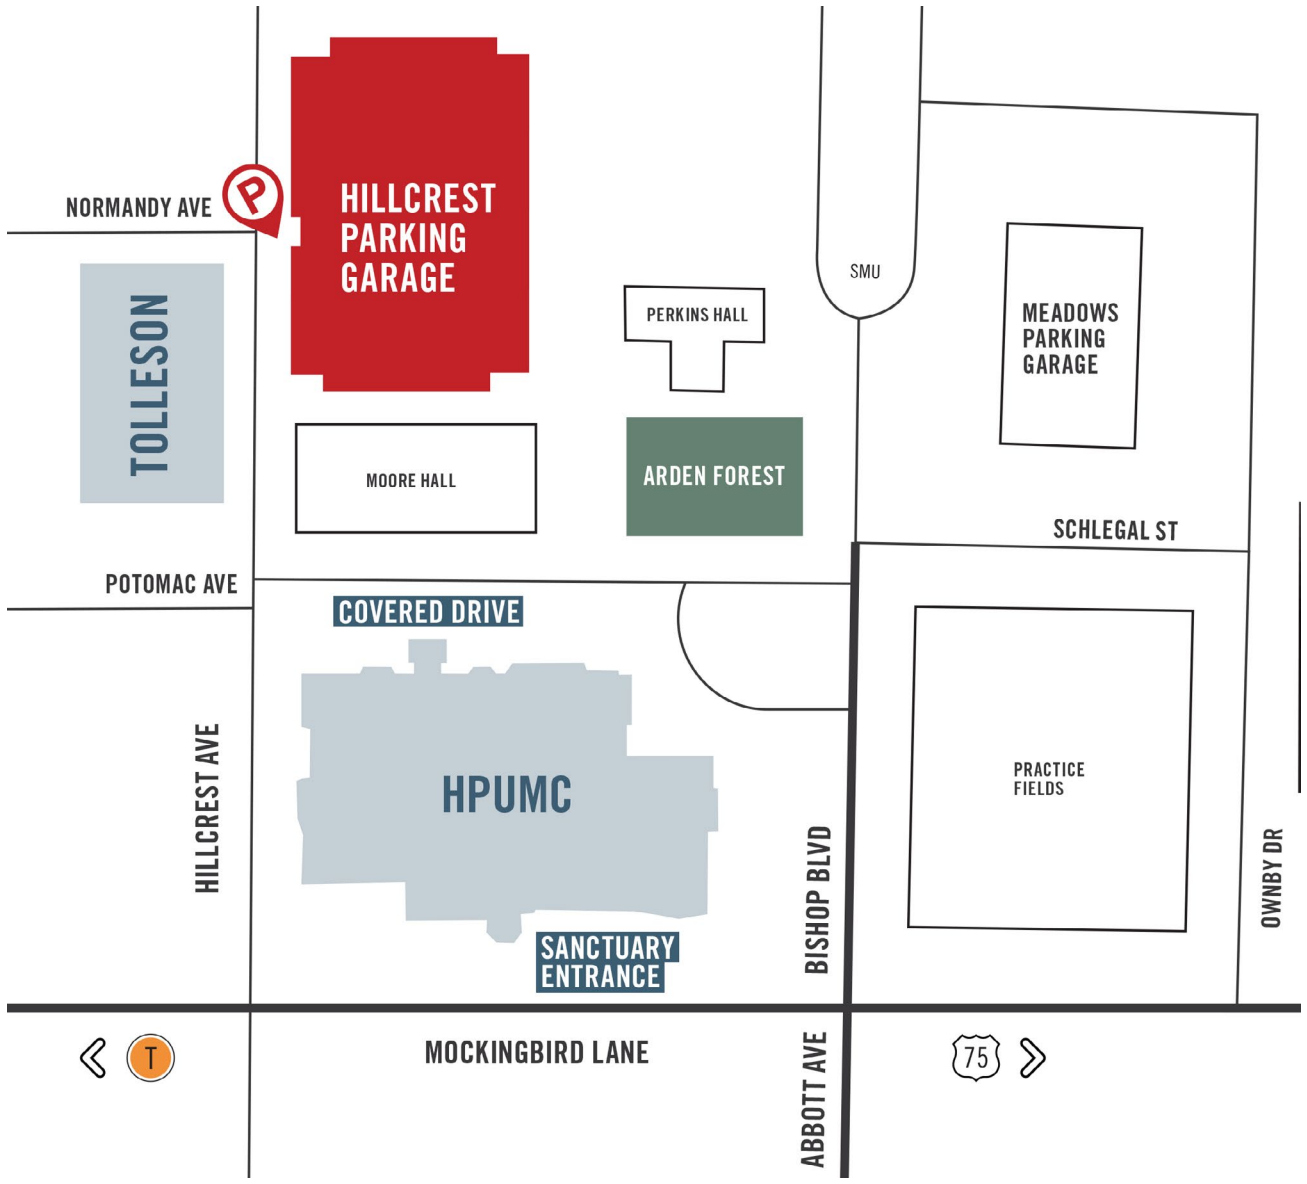 NORMANDY AVE
P
HILLCREST
PARKING
GARAGE
TOLLESON
SMU
PERKINS HALL
MEADOWS
PARKING
GARAGE
MOORE HALL
ARDEN FOREST
SCHLEGAL ST
POTOMAC AVE
COVERED DRIVE
HILLCREST AVE
HPUMC
PRACTICE
FIELDS
BISHOP BLVD
OWNBY DR
SANCTUARY
ENTRANCE
T
MOCKINGBIRD LANE
ABBOTT AVE
75